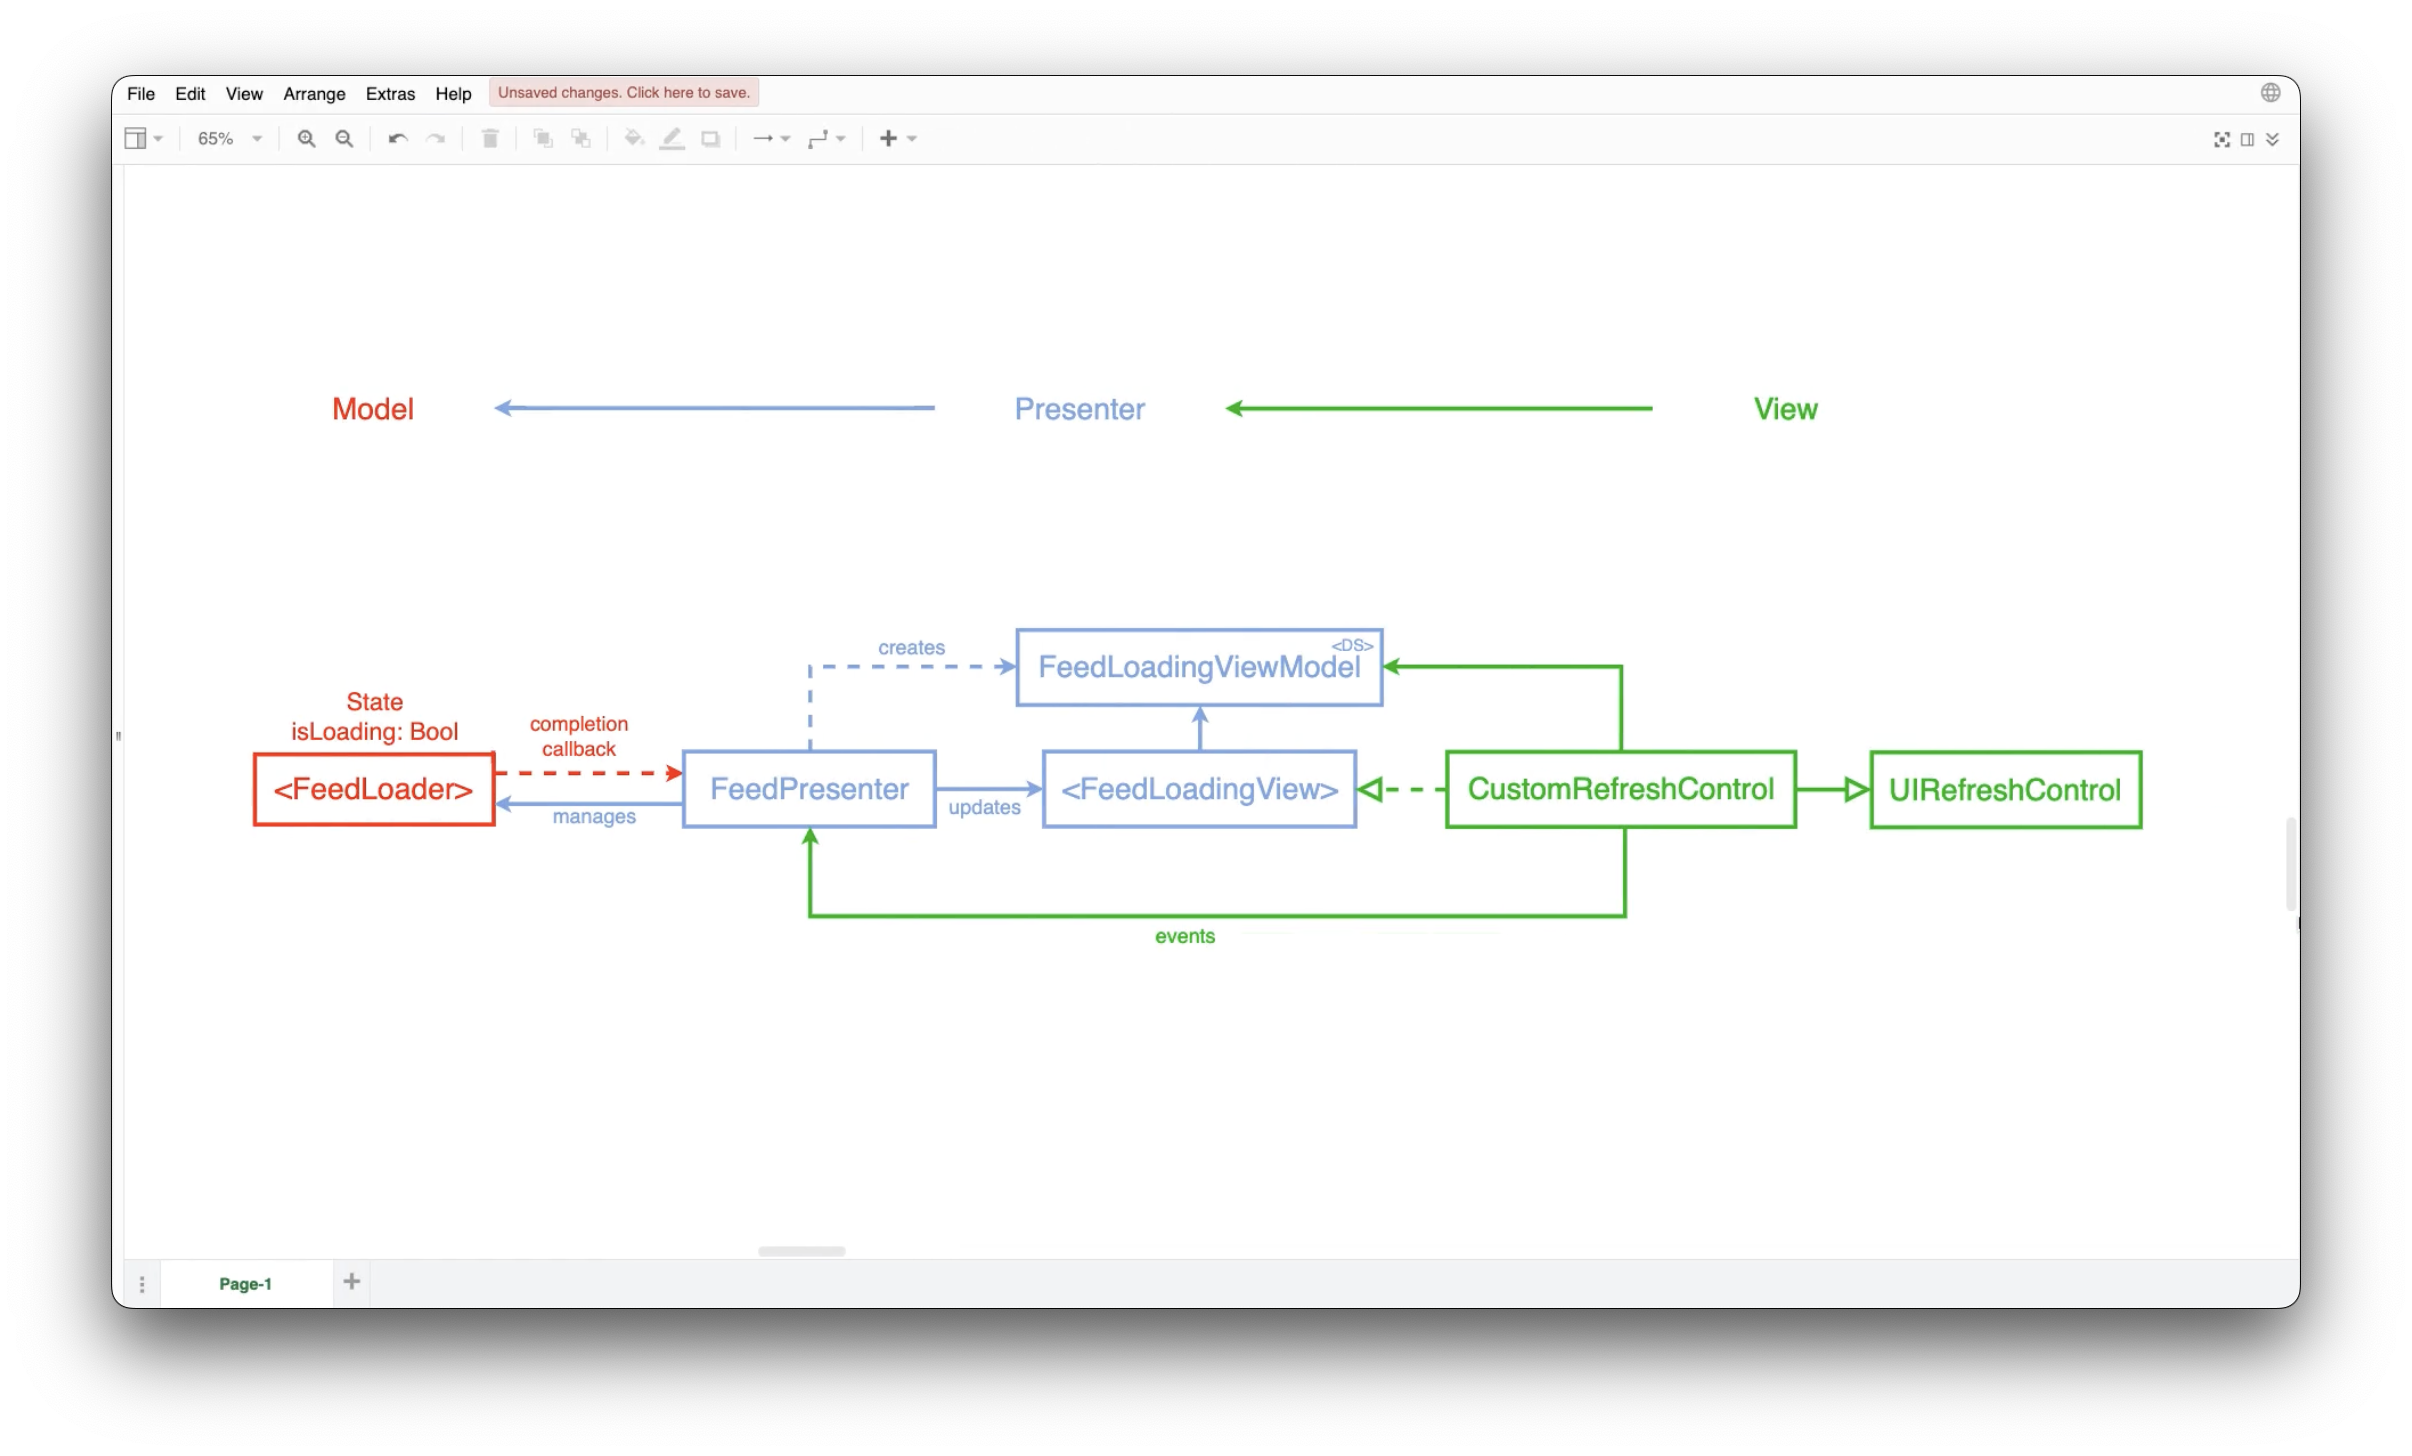 File Edit View Arrange Extras Help Unsaved changes. Click here to save.
65%
Model Presenter View
creates
<DS>
FeedLoadingViewModel
State
isLoading: Bool
completion
callback
<FeedLoader>
manages
FeedPresenter
updates
<FeedLoadingView>
CustomRefreshControl
UIRefreshControl
events
Page-1